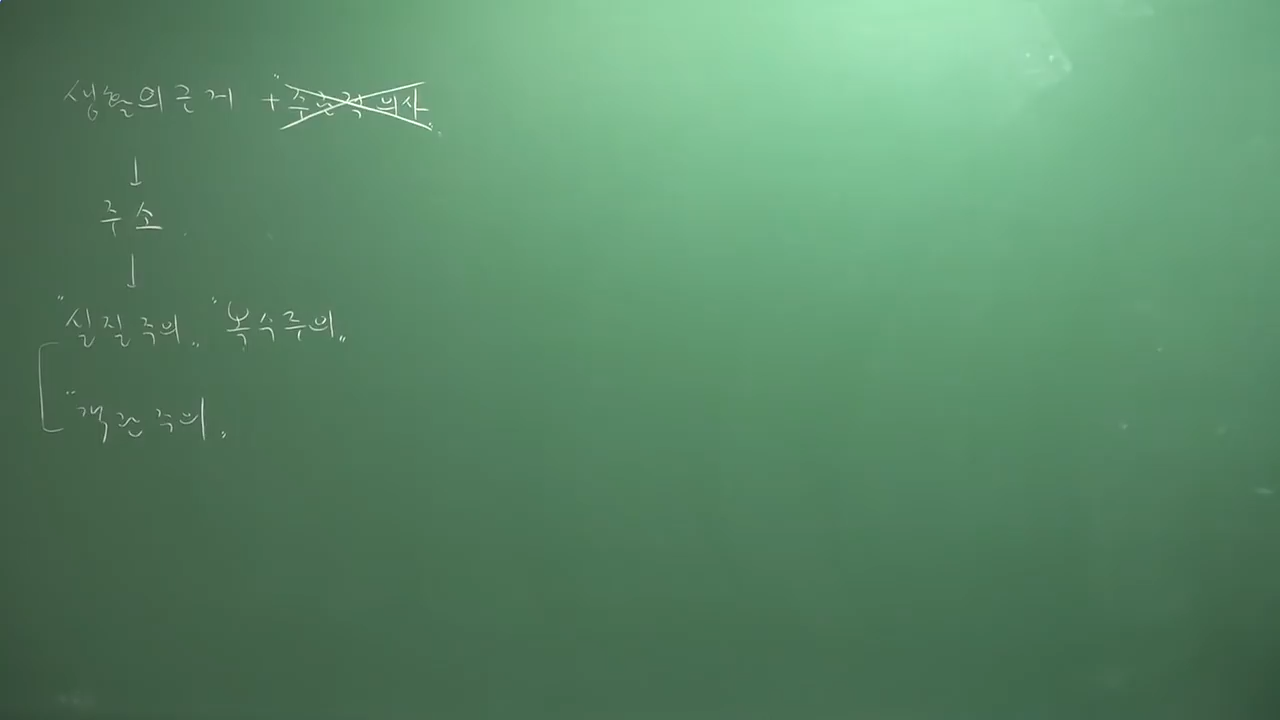 생활의근거 + "주관적 의사"
↓
주소
↓
"실질주의" "복수주의"
"객관주의"